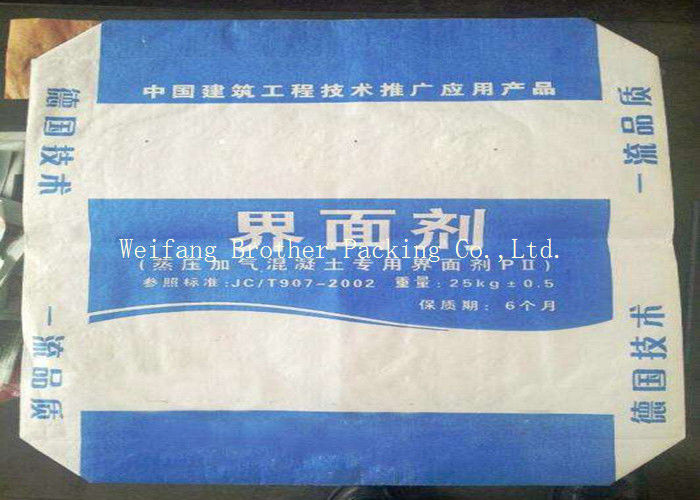 中国建筑工程技术推广应用产品
德国技术
一流品质
界面剂
Weifang Brother Packing Co.,Ltd.
(蒸压加气混凝土专用界面剂PⅡ)
参照标准:JC/T907-2002 重量:25kg±0.5
保质期: 6个月
一流品质
德国技术